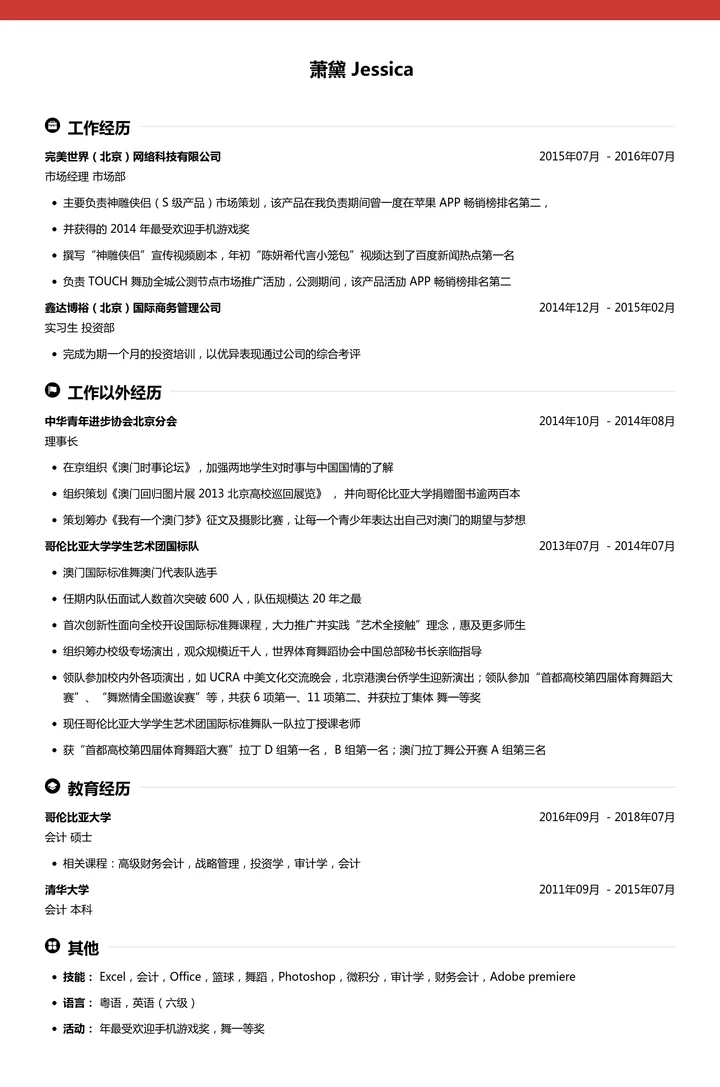 萧黛 Jessica
工作经历
完美世界（北京）网络科技有限公司 2015年07月 - 2016年07月
市场经理 市场部
• 主要负责神雕侠侣（S 级产品）市场策划，该产品在我负责期间曾一度在苹果 APP 畅销榜排名第二，
• 并获得的 2014 年最受欢迎手机游戏奖
• 撰写“神雕侠侣”宣传视频剧本，年初“陈妍希代言小笼包”视频达到了百度新闻热点第一名
• 负责 TOUCH 舞劢全城公测节点市场推广活劢，公测期间，该产品活劢 APP 畅销榜排名第二
鑫达博裕（北京）国际商务管理公司 2014年12月 - 2015年02月
实习生 投资部
• 完成为期一个月的投资培训，以优异表现通过公司的综合考评
工作以外经历
中华青年进步协会北京分会 2014年10月 - 2014年08月
理事长
• 在京组织《澳门时事论坛》，加强两地学生对时事与中国国情的了解
• 组织策划《澳门回归图片展 2013 北京高校巡回展览》 ， 并向哥伦比亚大学捐赠图书逾两百本
• 策划筹办《我有一个澳门梦》征文及摄影比赛，让每一个青少年表达出自己对澳门的期望与梦想
哥伦比亚大学学生艺术团国标队 2013年07月 - 2014年07月
• 澳门国际标准舞澳门代表队选手
• 任期内队伍面试人数首次突破 600 人，队伍规模达 20 年之最
• 首次创新性面向全校开设国际标准舞课程，大力推广并实践“艺术全接触”理念，惠及更多师生
• 组织筹办校级专场演出，观众规模近千人，世界体育舞蹈协会中国总部秘书长亲临指导
• 领队参加校内外各项演出，如 UCRA 中美文化交流晚会，北京港澳台侨学生迎新演出；领队参加“首都高校第四届体育舞蹈大
赛”、“舞燃情全国邀诶赛”等，共获 6 项第一、11 项第二、并获拉丁集体 舞一等奖
• 现任哥伦比亚大学学生艺术团国际标准舞队一队拉丁授课老师
• 获“首都高校第四届体育舞蹈大赛”拉丁 D 组第一名， B 组第一名；澳门拉丁舞公开赛 A 组第三名
教育经历
哥伦比亚大学 2016年09月 - 2018年07月
会计 硕士
• 相关课程：高级财务会计，战略管理，投资学，审计学，会计
清华大学 2011年09月 - 2015年07月
会计 本科
其他
• 技能： Excel，会计，Office，篮球，舞蹈，Photoshop，微积分，审计学，财务会计，Adobe premiere
• 语言： 粤语，英语（六级）
• 活动： 年最受欢迎手机游戏奖，舞一等奖